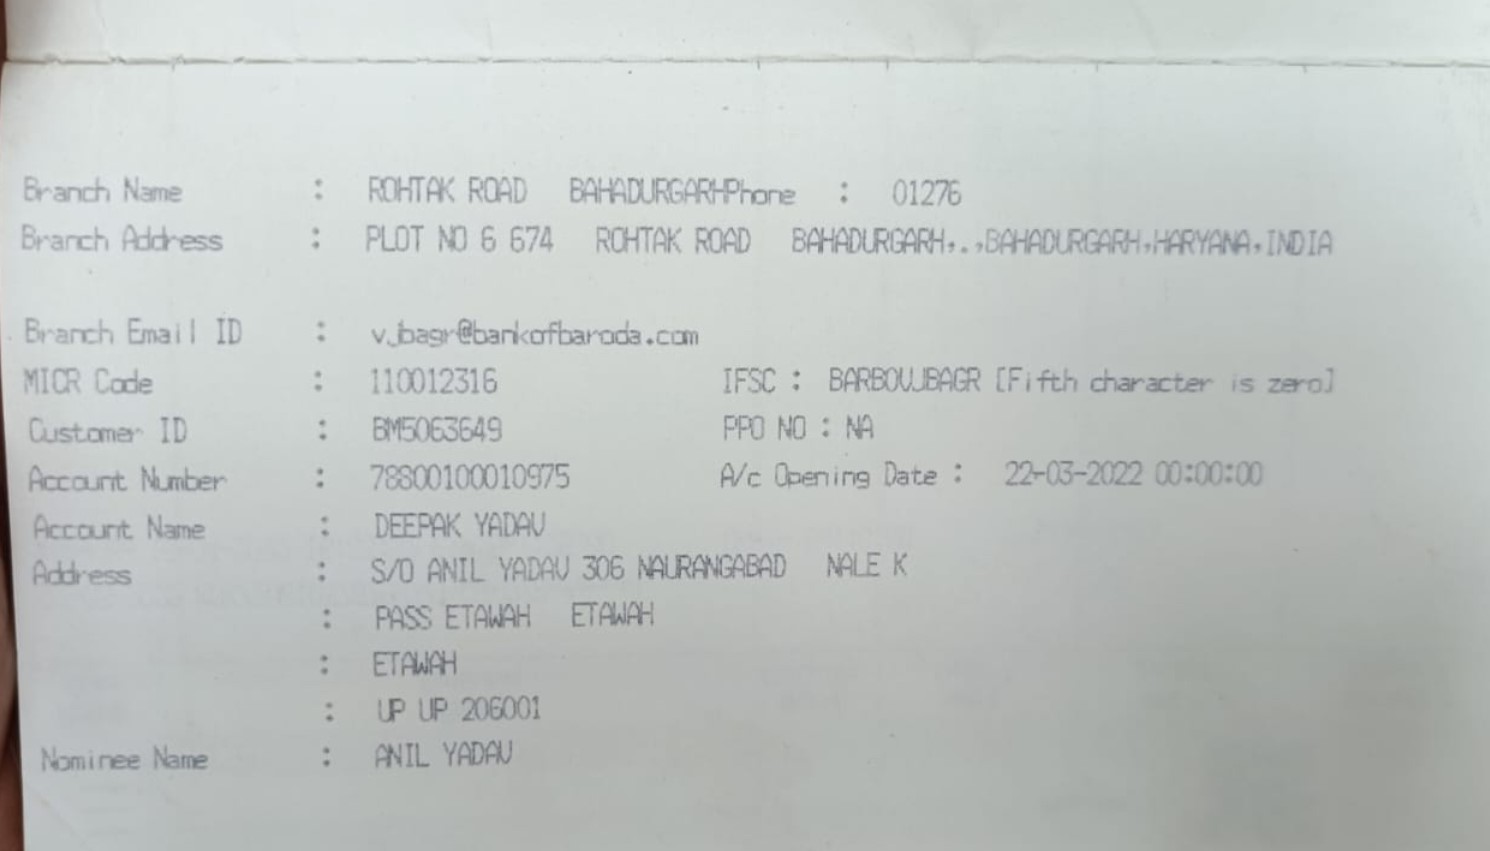 Branch Name : ROHTAK ROAD BAHADURGARHPhone : 01276
Branch Address : PLOT NO 6 674 ROHTAK ROAD BAHADURGARH,.,BAHADURGARH,HARYANA,INDIA
Branch Email ID : vjbagr@bankofbaroda.com
MICR Code : 110012316 IFSC : BARB0VJBAGR [Fifth character is zero]
Customer ID : BM5063649 PPO NO : NA
Account Number : 78800100010975 A/c Opening Date : 22-03-2022 00:00:00
Account Name : DEEPAK YADAV
Address : S/O ANIL YADAV 306 NAURANGABAD NALE K
: PASS ETAWAH ETAWAH
: ETAWAH
: UP UP 206001
Nominee Name : ANIL YADAV